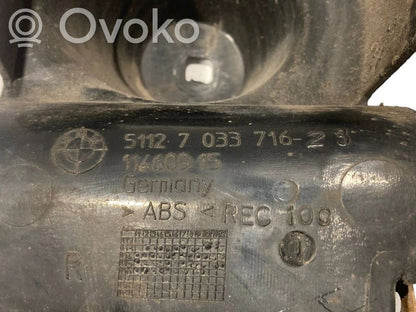 Ovoko
5112 7 033 716-
Germany
> ABS < REC 100
R